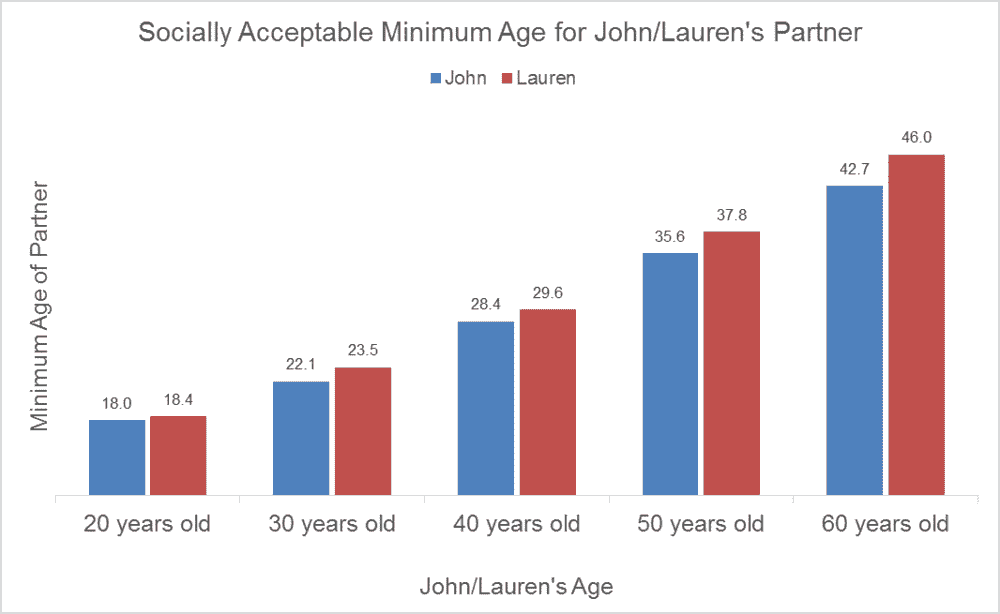 Socially Acceptable Minimum Age for John/Lauren's Partner
John Lauren
Minimum Age of Partner
18.0 18.4
22.1 23.5
28.4 29.6
35.6 37.8
42.7 46.0
20 years old 30 years old 40 years old 50 years old 60 years old
John/Lauren's Age